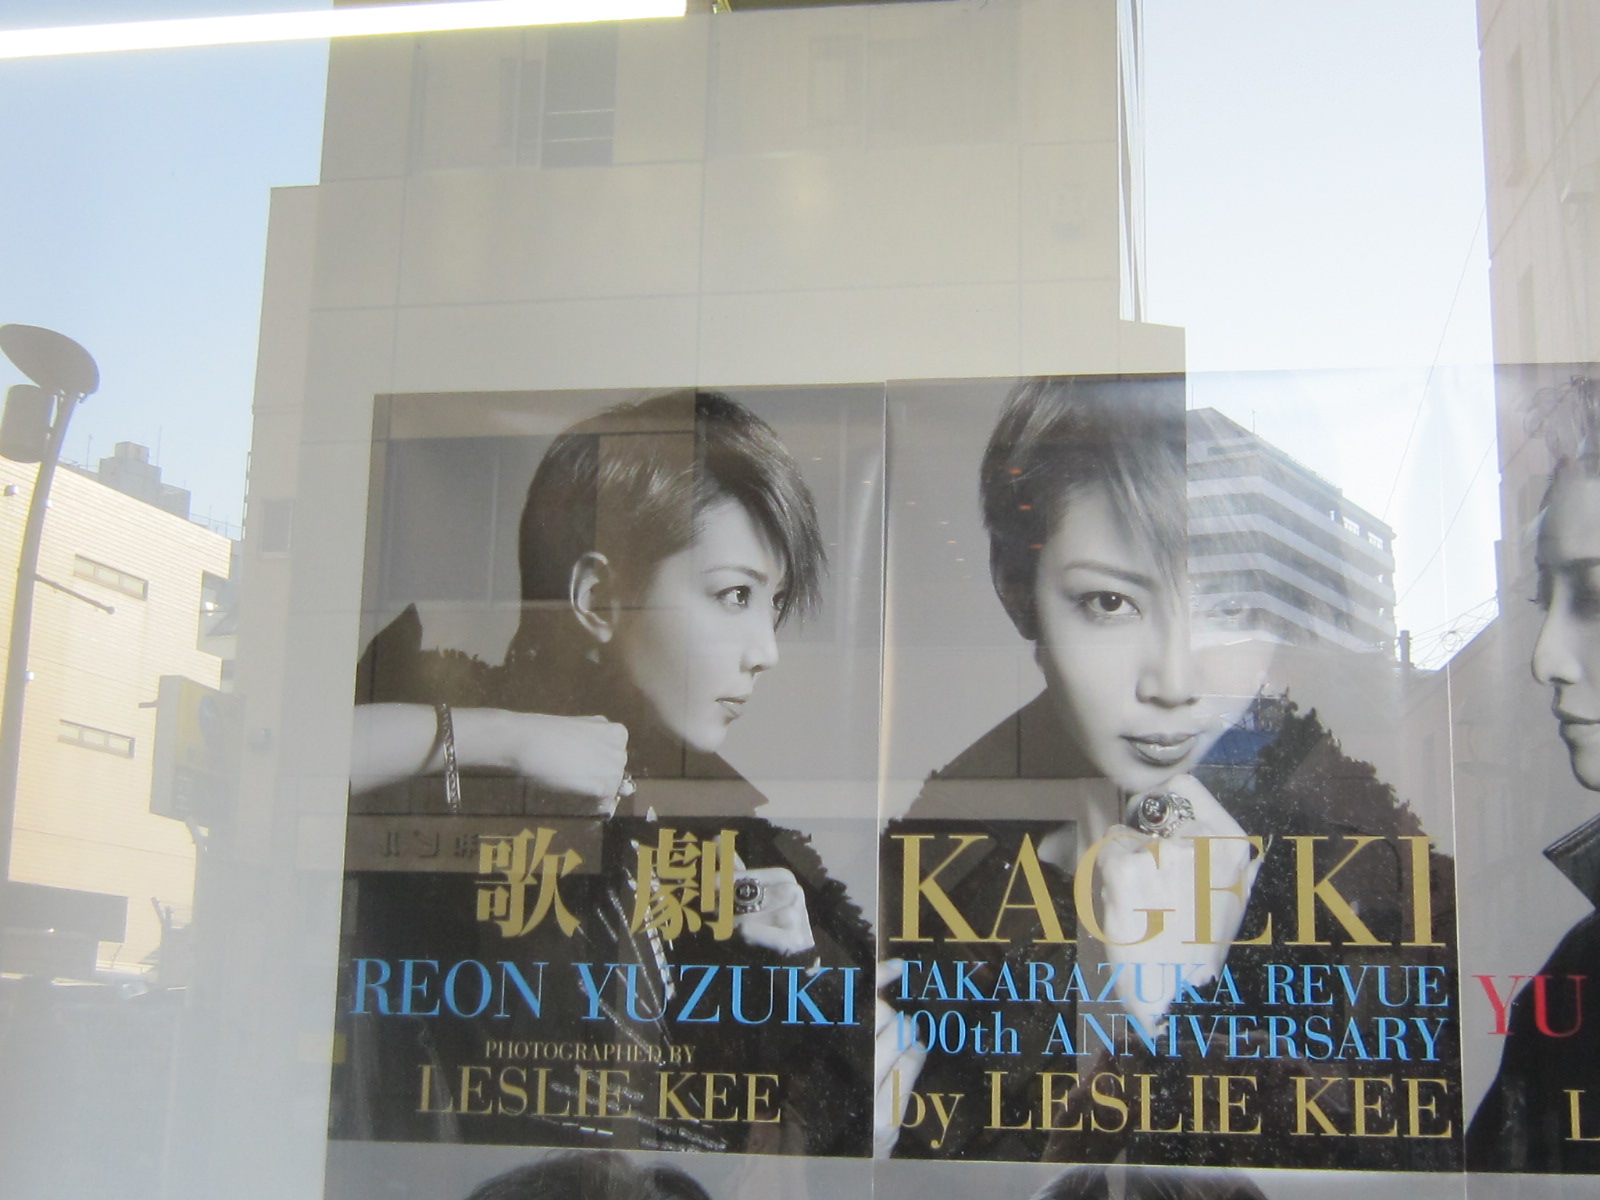 歌劇
REON YUZUKI
PHOTOGRAPHED BY
LESLIE KEE
KAGEKI
TAKARAZUKA REVUE
100th ANNIVERSARY
by LESLIE KEE
YU
L